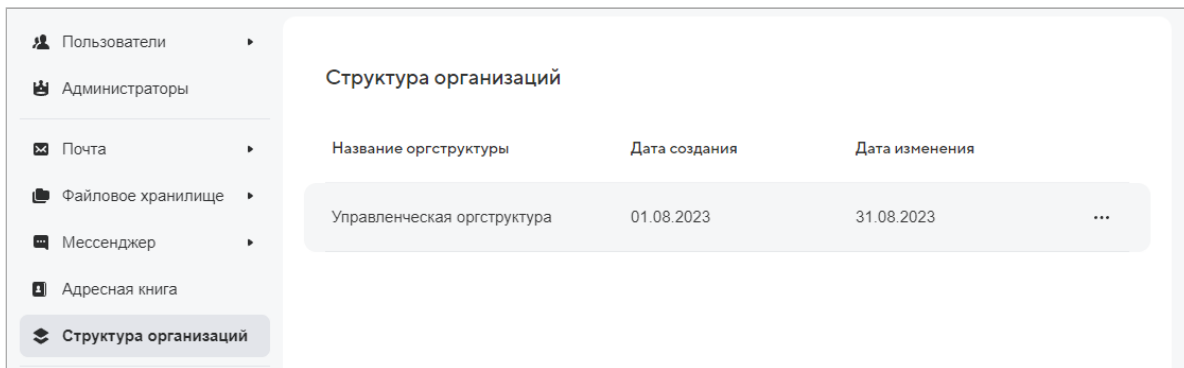 Пользователи
Администраторы
Почта
Файловое хранилище
Мессенджер
Адресная книга
Структура организаций
Структура организаций
Название оргструктуры Дата создания Дата изменения
Управленческая оргструктура 01.08.2023 31.08.2023 ...